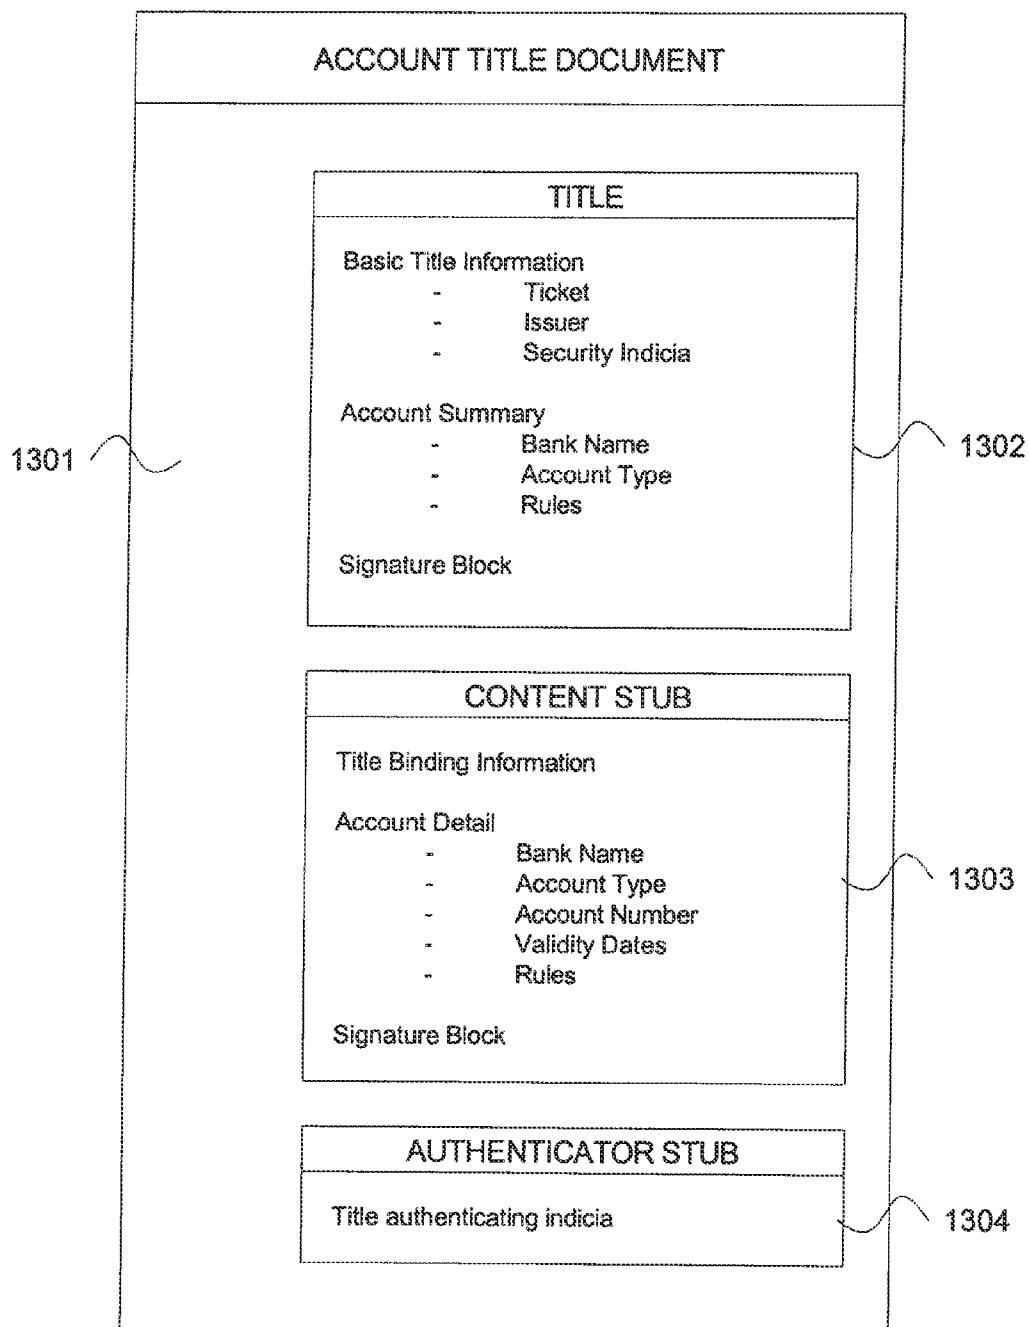 ACCOUNT TITLE DOCUMENT
TITLE
Basic Title Information
- Ticket
- Issuer
- Security Indicia
Account Summary
- Bank Name
- Account Type
- Rules
Signature Block
1301
1302
CONTENT STUB
Title Binding Information
Account Detail
- Bank Name
- Account Type
- Account Number
- Validity Dates
- Rules
Signature Block
1303
AUTHENTICATOR STUB
Title authenticating indicia
1304